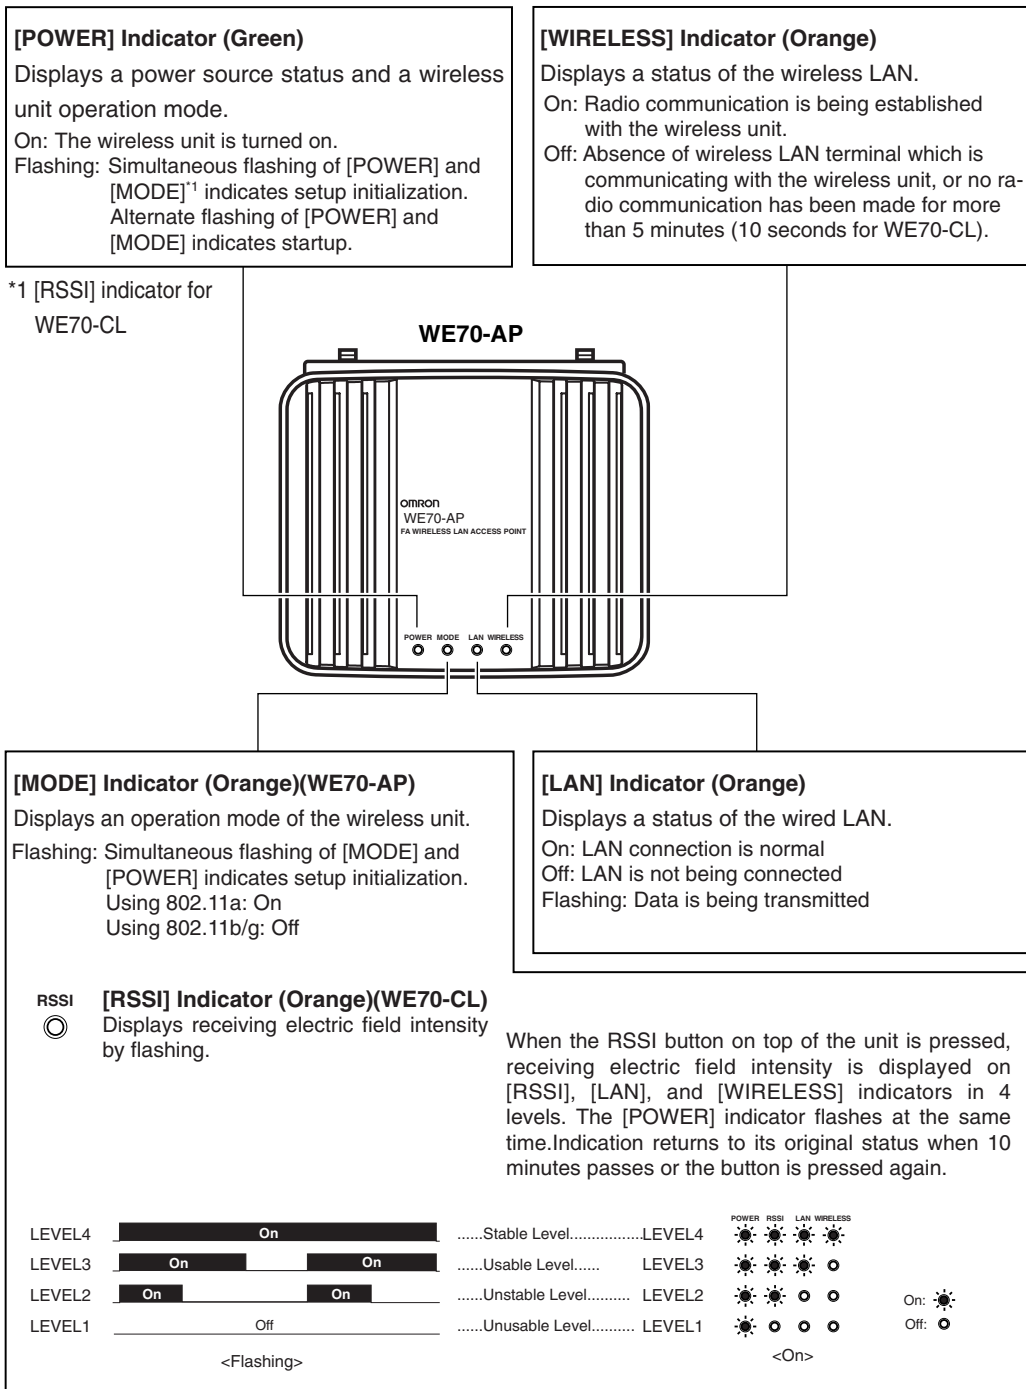 [POWER] Indicator (Green)
Displays a power source status and a wireless
unit operation mode.
On: The wireless unit is turned on.
Flashing: Simultaneous flashing of [POWER] and
[MODE]*1 indicates setup initialization.
Alternate flashing of [POWER] and
[MODE] indicates startup.
[WIRELESS] Indicator (Orange)
Displays a status of the wireless LAN.
On: Radio communication is being established
with the wireless unit.
Off: Absence of wireless LAN terminal which is
communicating with the wireless unit, or no ra-
dio communication has been made for more
than 5 minutes (10 seconds for WE70-CL).
*1 [RSSI] indicator for
WE70-CL
WE70-AP
OMRON
WE70-AP
FA WIRELESS LAN ACCESS POINT
POWER MODE LAN WIRELESS
[MODE] Indicator (Orange)(WE70-AP)
Displays an operation mode of the wireless unit.
Flashing: Simultaneous flashing of [MODE] and
[POWER] indicates setup initialization.
Using 802.11a: On
Using 802.11b/g: Off
[LAN] Indicator (Orange)
Displays a status of the wired LAN.
On: LAN connection is normal
Off: LAN is not being connected
Flashing: Data is being transmitted
RSSI [RSSI] Indicator (Orange)(WE70-CL)
Displays receiving electric field intensity
by flashing.
When the RSSI button on top of the unit is pressed,
receiving electric field intensity is displayed on
[RSSI], [LAN], and [WIRELESS] indicators in 4
levels. The [POWER] indicator flashes at the same
time.Indication returns to its original status when 10
minutes passes or the button is pressed again.
POWER RSSI LAN WIRELESS
LEVEL4 On ......Stable Level.................LEVEL4
LEVEL3 On On ......Usable Level...... LEVEL3
LEVEL2 On On ......Unstable Level.......... LEVEL2
On:
LEVEL1 Off ......Unusable Level.......... LEVEL1
Off:
<Flashing>
<On>